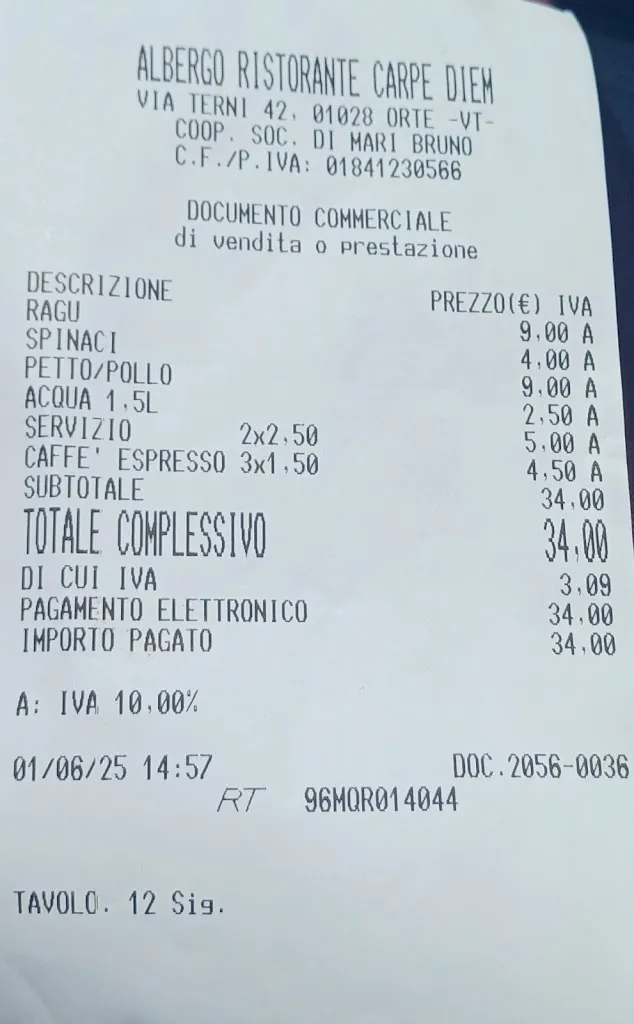 ALBERGO RISTORANTE CARPE DIEM
VIA TERNI 42, 01028 ORTE -VT-
COOP. SOC. DI MARI BRUNO
C.F./P.IVA: 01841230566
DOCUMENTO COMMERCIALE
di vendita o prestazione
DESCRIZIONE PREZZO(€) IVA
RAGU 9,00 A
SPINACI 4,00 A
PETTO/POLLO 9,00 A
ACQUA 1,5L 2,50 A
SERVIZIO 2x2,50 5,00 A
CAFFE' ESPRESSO 3x1,50 4,50 A
SUBTOTALE 34,00
TOTALE COMPLESSIVO 34,00
DI CUI IVA 3,09
PAGAMENTO ELETTRONICO 34,00
IMPORTO PAGATO 34,00
A: IVA 10,00%
01/06/25 14:57 DOC.2056-0036
RT 96MQR014044
TAVOLO. 12 Sig.